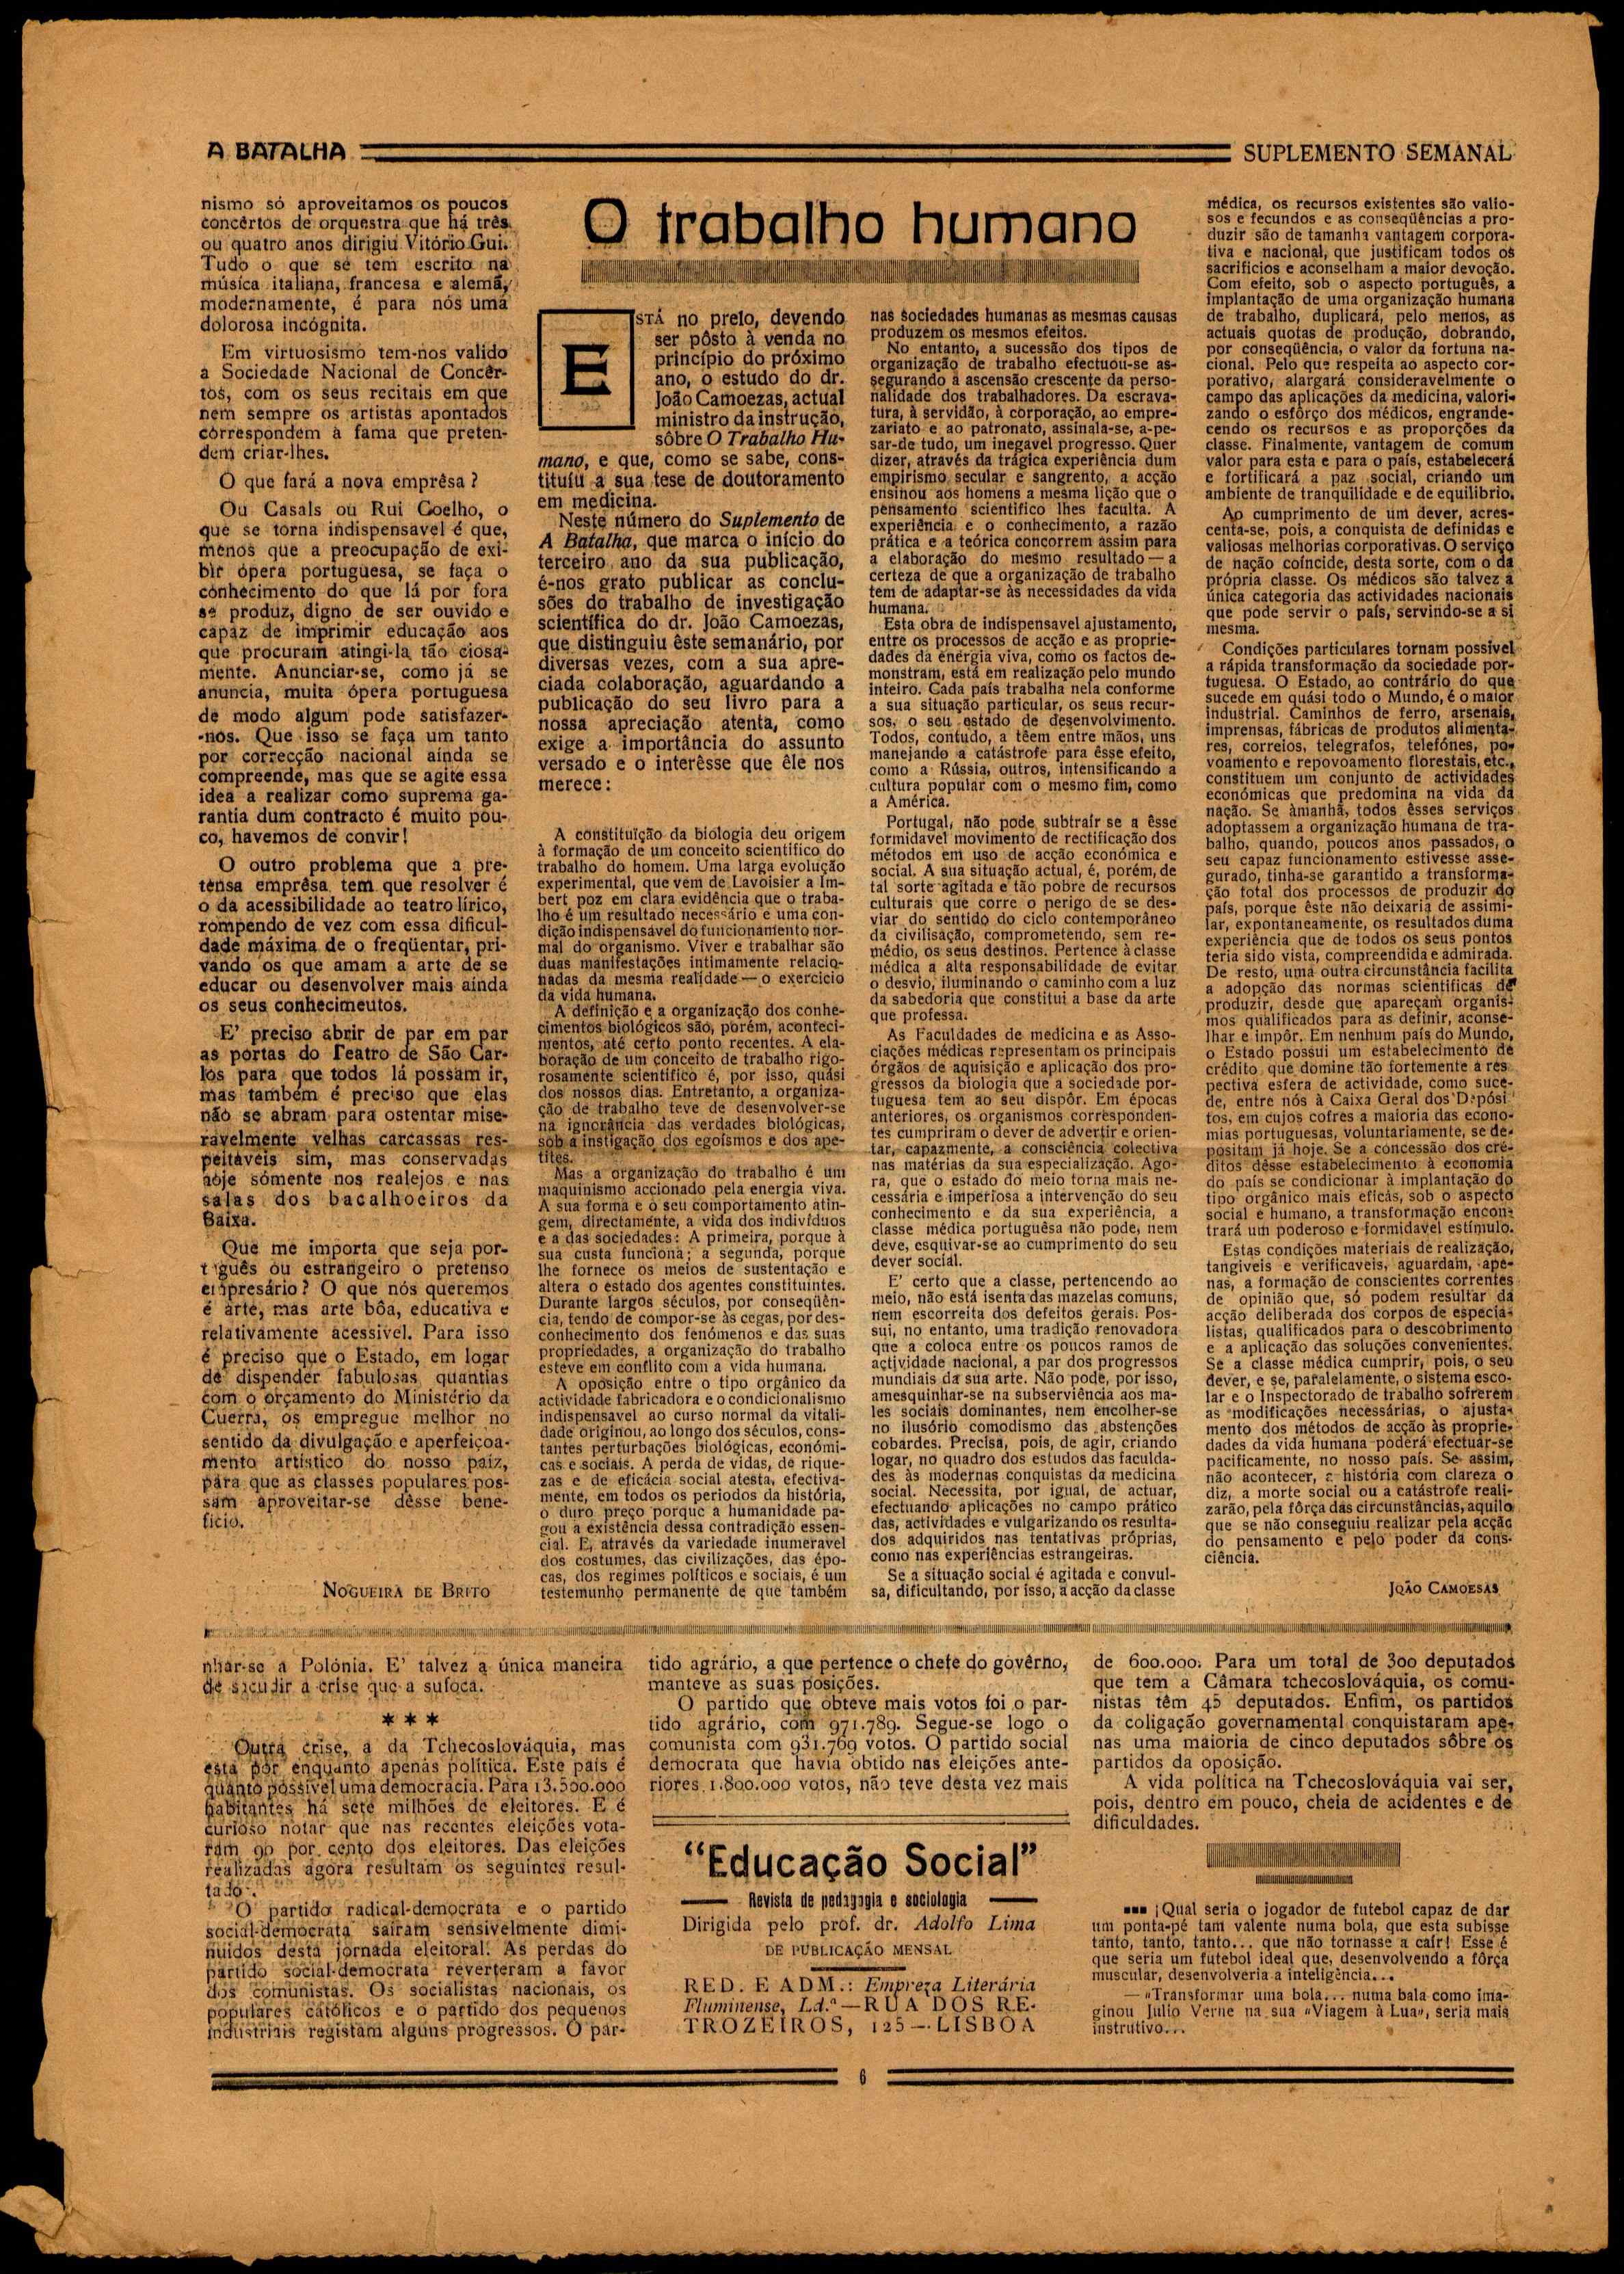 A BATALHA
SUPLEMENTO SEMANAL
nismo só aproveitamos os poucos
concêrtos de orquestra que há três
ou quatro anos dirigiu Vitório Gui.
Tudo o que se tem escrito na
música italiana, francesa e alemã,
modernamente, é para nós uma
dolorosa incógnita.
Em virtuosismo tem-nos valido
a Sociedade Nacional de Concêr-
tos, com os seus recitais em que
nem sempre os artistas apontados
correspondem à fama que preten-
dem criar-lhes.
O que fará a nova emprêsa?
Ou Casals ou Rui Coelho, o
que se torna indispensavel é que,
menos que a preocupação de exi-
bir ópera portuguesa, se faça o
conhecimento do que lá por fora
se produz, digno de ser ouvido e
capaz de imprimir educação aos
que procuram atingi-la tão ciosa-
mente. Anunciar-se, como já se
anuncia, muita ópera portuguesa
de modo algum pode satisfazer-
-nos. Que isso se faça um tanto
por correcção nacional ainda se
compreende, mas que se agite essa
idea a realizar como suprema ga-
rantia dum contracto é muito pou-
co, havemos de convir!
O outro problema que a pre-
tensa emprêsa tem que resolver é
o da acessibilidade ao teatro lírico,
rompendo de vez com essa dificul-
dade máxima de o freqüentar, pri-
vando os que amam a arte de se
educar ou desenvolver mais ainda
os seus conhecimeutos.
E' preciso abrir de par em par
as portas do Teatro de São Car-
los para que todos lá possam ir,
mas também é preciso que elas
não se abram para ostentar mise-
ravelmente velhas carcassas res-
peitáveis sim, mas conservadas
hoje sómente nos realejos e nas
salas dos bacalhoeiros da
Baixa.
Que me importa que seja por-
tuguês ou estrangeiro o pretenso
empresário? O que nós queremos
é arte, mas arte bôa, educativa e
relativamente acessivel. Para isso
é preciso que o Estado, em logar
de dispender fabulosas quantias
com o orçamento do Ministério da
Guerra, os empregue melhor no
sentido da divulgação e aperfeiçoa-
mento artistico do nosso paiz,
para que as classes populares pos-
sam aproveitar-se desse bene-
ficio.
NOGUEIRA DE BRITO
O trabalho humano
ESTÁ no prelo, devendo
ser pôsto à venda no
princípio do próximo
ano, o estudo do dr.
João Camoezas, actual
ministro da instrução,
sôbre O Trabalho Hu-
mano, e que, como se sabe, cons-
tituíu a sua tese de doutoramento
em medicina.
Neste número do Suplemento de
A Batalha, que marca o início do
terceiro ano da sua publicação,
é-nos grato publicar as conclu-
sões do trabalho de investigação
scientífica do dr. João Camoezas,
que distinguiu êste semanário, por
diversas vezes, com a sua apre-
ciada colaboração, aguardando a
publicação do seu livro para a
nossa apreciação atenta, como
exige a importância do assunto
versado e o interêsse que êle nos
merece:
A constituïção da biologia deu origem
à formação de um conceito scientifico do
trabalho do homem. Uma larga evolução
experimental, que vem de Lavoisier a Im-
bert poz em clara evidência que o traba-
lho é um resultado necessário e uma con-
dição indispensável do funcionamento nor-
mal do organismo. Viver e trabalhar são
duas manifestações intimamente relacio-
nadas da mesma realidade — o exercicio
da vida humana.
A definição e a organização dos conhe-
cimentos biológicos são, porém, aconteci-
mentos, até certo ponto recentes. A ela-
boração de um conceito de trabalho rigo-
rosamente scientifico é, por isso, quási
dos nossos dias. Entretanto, a organiza-
ção de trabalho teve de desenvolver-se
na ignorância das verdades biológicas,
sob a instigação dos egoísmos e dos ape-
tites.
Mas a organização do trabalho é um
maquinismo accionado pela energia viva.
A sua forma e o seu comportamento atin-
gem, directamente, a vida dos indivíduos
e a das sociedades: A primeira, porque à
sua custa funciona; a segunda, porque
lhe fornece os meios de sustentação e
altera o estado dos agentes constituintes.
Durante largos séculos, por conseqüên-
cia, tendo de compor-se às cegas, por des-
conhecimento dos fenómenos e das suas
propriedades, a organização do trabalho
esteve em conflito com a vida humana.
A oposição entre o tipo orgânico da
actividade fabricadora e o condicionalismo
indispensavel ao curso normal da vitali-
dade originou, ao longo dos séculos, cons-
tantes perturbações biológicas, económi-
cas e sociais. A perda de vidas, de rique-
zas e de eficácia social atesta, efectiva-
mente, em todos os periodos da história,
o duro preço porque a humanidade pa-
gou a existência dessa contradição essen-
cial. E, através da variedade inumeravel
dos costumes, das civilizações, das épo-
cas, dos regimes políticos e sociais, é um
testemunho permanente de que também
nas sociedades humanas as mesmas causas
produzem os mesmos efeitos.
No entanto, a sucessão dos tipos de
organização de trabalho efectuou-se as-
segurando a ascensão crescente da perso-
nalidade dos trabalhadores. Da escrava-
tura, à servidão, à corporação, ao empre-
zariato e ao patronato, assinala-se, a-pe-
sar-de tudo, um inegavel progresso. Quer
dizer, através da trágica experiência dum
empirismo secular e sangrento, a acção
ensinou aos homens a mesma lição que o
pensamento scientifico lhes faculta. A
experiência e o conhecimento, a razão
prática e a teórica concorrem assim para
a elaboração do mesmo resultado — a
certeza de que a organização de trabalho
tem de adaptar-se às necessidades da vida
humana.
Esta obra de indispensavel ajustamento,
entre os processos de acção e as proprie-
dades da energia viva, como os factos de-
monstram, está em realização pelo mundo
inteiro. Cada país trabalha nela conforme
a sua situação particular, os seus recur-
sos, o seu estado de desenvolvimento.
Todos, contudo, a têem entre mãos, uns
manejando a catástrofe para êsse efeito,
como a Rússia, outros, intensificando a
cultura popular com o mesmo fim, como
a América.
Portugal, não pode subtraír se a êsse
formidavel movimento de rectificação dos
métodos em uso de acção económica e
social. A sua situação actual, é, porém, de
tal sorte agitada e tão pobre de recursos
culturais que corre o perigo de se des-
viar do sentido do ciclo contemporâneo
da civilisação, comprometendo, sem re-
médio, os seus destinos. Pertence à classe
médica a alta responsabilidade de evitar
o desvio, iluminando o caminho com a luz
da sabedoria que constitui a base da arte
que professa.
As Faculdades de medicina e as Asso-
ciações médicas representam os principais
órgãos de aquisição e aplicação dos pro-
gressos da biologia que a sociedade por-
tuguesa tem ao seu dispôr. Em épocas
anteriores, os organismos corresponden-
tes cumpriram o dever de advertir e orien-
tar, capazmente, a consciência colectiva
nas matérias da sua especialização. Ago-
ra, que o estado do meio torna mais ne-
cessária e imperiosa a intervenção do seu
conhecimento e da sua experiência, a
classe médica portuguêsa não pode, nem
deve, esquivar-se ao cumprimento do seu
dever social.
E' certo que a classe, pertencendo ao
meio, não está isenta das mazelas comuns,
nem escorreita dos defeitos gerais. Pos-
sui, no entanto, uma tradição renovadora
que a coloca entre os poucos ramos de
actividade nacional, a par dos progressos
mundiais da sua arte. Não pode, por isso,
amesquinhar-se na subserviência aos ma-
les sociais dominantes, nem encolher-se
no ilusório comodismo das abstenções
cobardes. Precisa, pois, de agir, criando
logar, no quadro dos estudos das faculda-
des às modernas conquistas da medicina
social. Necessita, por igual, de actuar,
efectuando aplicações no campo prático
das, actividades e vulgarizando os resulta-
dos adquiridos nas tentativas próprias,
como nas experiências estrangeiras.
Se a situação social é agitada e convul-
sa, dificultando, por isso, a acção da classe
médica, os recursos existentes são valio-
sos e fecundos e as conseqüências a pro-
duzir são de tamanha vantagem corpora-
tiva e nacional, que justificam todos os
sacrificios e aconselham a maior devoção.
Com efeito, sob o aspecto português, a
implantação de uma organização humana
de trabalho, duplicará, pelo menos, as
actuais quotas de produção, dobrando,
por conseqüência, o valor da fortuna na-
cional. Pelo que respeita ao aspecto cor-
porativo, alargará consideravelmente o
campo das aplicações da medicina, valori-
zando o esfôrço dos médicos, engrande-
cendo os recursos e as proporções da
classe. Finalmente, vantagem de comum
valor para esta e para o país, estabelecerá
e fortificará a paz social, criando um
ambiente de tranquilidade e de equilibrio.
Ao cumprimento de um dever, acres-
centa-se, pois, a conquista de definidas e
valiosas melhorias corporativas. O serviço
de nação coíncide, desta sorte, com o da
própria classe. Os médicos são talvez a
única categoria das actividades nacionais
que pode servir o país, servindo-se a si
mesma.
Condições particulares tornam possivel
a rápida transformação da sociedade por-
tuguesa. O Estado, ao contrário do que
sucede em quási todo o Mundo, é o maior
industrial. Caminhos de ferro, arsenais,
imprensas, fábricas de produtos alimenta-
res, correios, telegrafos, telefónes, po-
voamento e repovoamento florestais, etc.,
constituem um conjunto de actividades
económicas que predomina na vida da
nação. Se àmanhã, todos êsses serviços
adoptassem a organização humana de tra-
balho, quando, poucos anos passados, o
seu capaz funcionamento estivesse asse-
gurado, tinha-se garantido a transforma-
ção total dos processos de produzir do
país, porque êste não deixaria de assimi-
lar, expontaneamente, os resultados duma
experiência que de todos os seus pontos
teria sido vista, compreendida e admirada.
De resto, uma outra circunstância facilita
a adopção das normas scientificas de
produzir, desde que apareçam organis-
mos qualificados para as definir, aconse-
lhar e impôr. Em nenhum país do Mundo,
o Estado possui um estabelecimento de
crédito que domine tão fortemente a res
pectiva esfera de actividade, como suce-
de, entre nós à Caixa Geral dos Depósi
tos, em cujos cofres a maioria das econo-
mias portuguesas, voluntariamente, se de-
positam já hoje. Se a concessão dos cré-
ditos dêsse estabelecimento à economia
do país se condicionar à implantação do
tipo orgânico mais eficás, sob o aspecto
social e humano, a transformação encon-
trará um poderoso e formidavel estímulo.
Estas condições materiais de realização,
tangiveis e verificaveis, aguardam, ape-
nas, a formação de conscientes correntes
de opinião que, só podem resultar da
acção deliberada dos corpos de especia-
listas, qualificados para o descobrimento
e a aplicação das soluções convenientes.
Se a classe médica cumprir, pois, o seu
dever, e se, paralelamente, o sistema esco-
lar e o Inspectorado de trabalho sofrerem
as modificações necessárias, o ajusta-
mento dos métodos de acção às proprie-
dades da vida humana poderá efectuar-se
pacificamente, no nosso país. Se assim,
não acontecer, a história com clareza o
diz, a morte social ou a catástrofe reali-
zarão, pela fôrça das circunstâncias, aquilo
que se não conseguiu realizar pela acção
do pensamento e pelo poder da cons-
ciência.
JOÃO CAMOESAS
nhar-se a Polónia. E' talvez a única maneira
de sacudir a crise que a sufoca.
* * *
Outra crise, a da Tchecoslováquia, mas
esta por enquanto apenas política. Este país é
quanto possivel uma democracia. Para 13.500.000
habitantes há sete milhões de eleitores. E é
curioso notar que nas recentes eleições vota-
ram 90 por cento dos eleitores. Das eleições
realizadas agora resultam os seguintes resul-
tado.
O partido radical-democrata e o partido
social-democrata saíram sensivelmente dimi-
nuidos desta jornada eleitoral. As perdas do
partido social-democrata reverteram a favor
dos comunistas. Os socialistas nacionais, os
populares católicos e o partido dos pequenos
industriais registam alguns progressos. O par-
tido agrário, a que pertence o chefe do govêrno,
manteve as suas posições.
O partido que obteve mais votos foi o par-
tido agrário, com 971.789. Segue-se logo o
comunista com 931.769 votos. O partido social
democrata que havia obtido nas eleições ante-
riores 1.800.000 votos, não teve desta vez mais
de 600.000. Para um total de 300 deputados
que tem a Câmara tchecoslováquia, os comu-
nistas têm 45 deputados. Enfim, os partidos
da coligação governamental conquistaram ape-
nas uma maioria de cinco deputados sôbre os
partidos da oposição.
A vida política na Tchecoslováquia vai ser,
pois, dentro em pouco, cheia de acidentes e de
dificuldades.
"Educação Social"
Revista de pedagogia e sociologia
Dirigida pelo prof. dr. Adolfo Lima
DE PUBLICAÇÃO MENSAL
RED. E ADM.: Empreza Literária
Fluminense, Ld.ª — RUA DOS RE-
TROZEIROS, 125 — LISBOA
■■■ ¡Qual seria o jogador de futebol capaz de dar
um ponta-pé tam valente numa bola, que esta subisse
tanto, tanto, tanto... que não tornasse a caír! Esse é
que seria um futebol ideal que, desenvolvendo a fôrça
muscular, desenvolveria a inteligência...
— «Transformar uma bola... numa bala como ima-
ginou Julio Verne na sua «Viagem à Lua», seria mais
instrutivo...
6